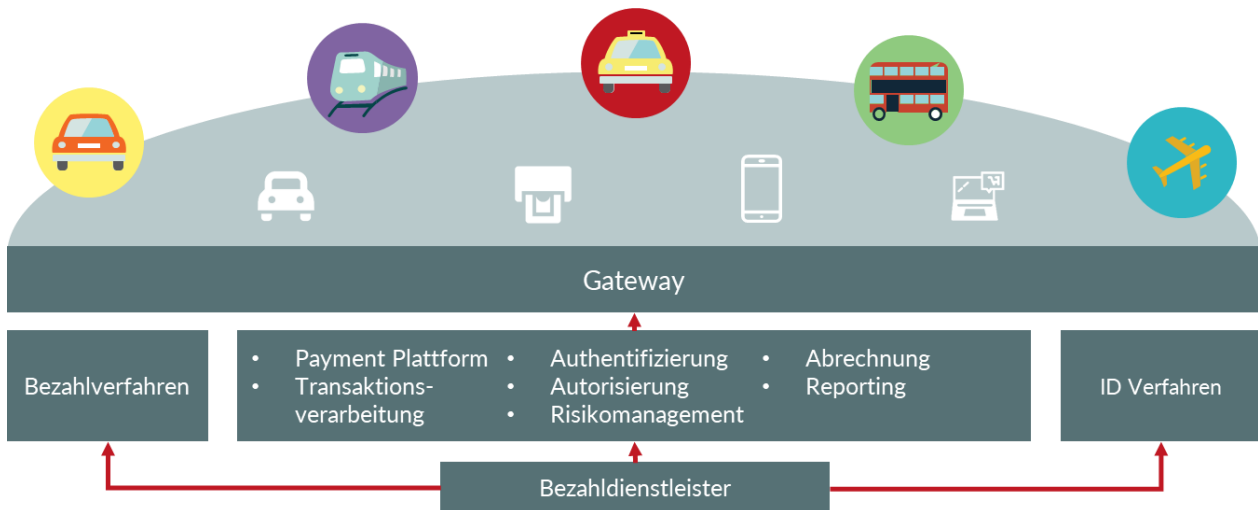 Gateway
Bezahlverfahren
• Payment Plattform
• Transaktions-
verarbeitung
• Authentifizierung
• Autorisierung
• Risikomanagement
• Abrechnung
• Reporting
ID Verfahren
Bezahldienstleister